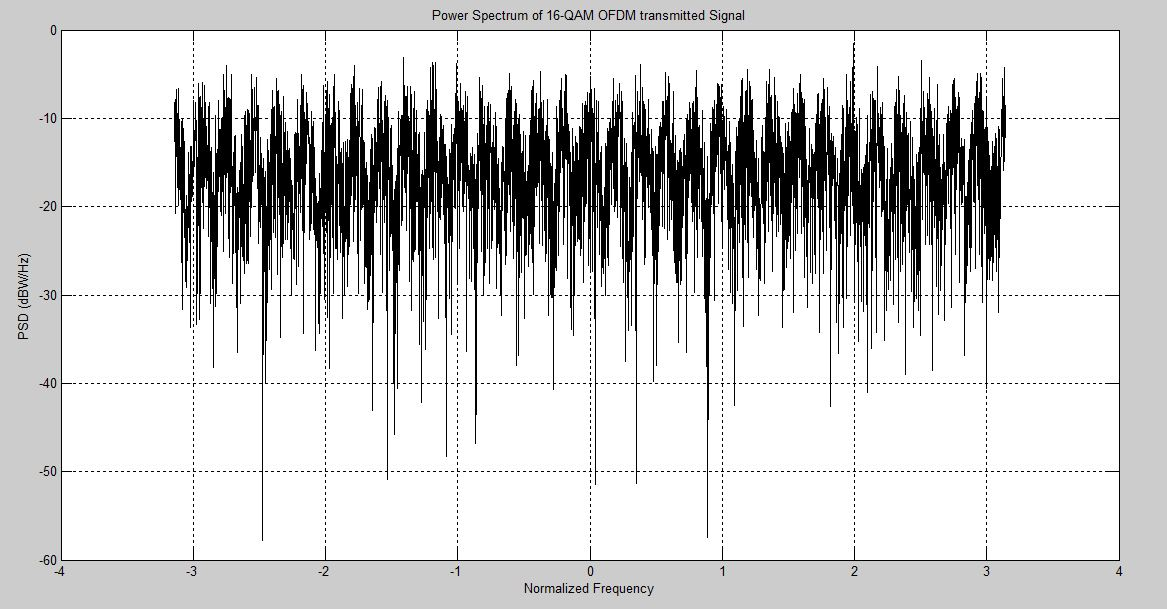 Power Spectrum of 16-QAM OFDM transmitted Signal
0
-10
-20
-30
-40
-50
-60
PSD (dBW/Hz)
-4 -3 -2 -1 0 1 2 3 4
Normalized Frequency